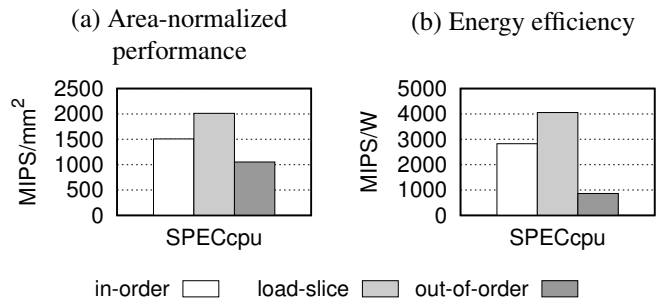 (a) Area-normalized
performance
MIPS/mm²
2500
2000
1500
1000
500
0
SPECcpu
(b) Energy efficiency
MIPS/W
5000
4000
3000
2000
1000
0
SPECcpu
in-order load-slice out-of-order